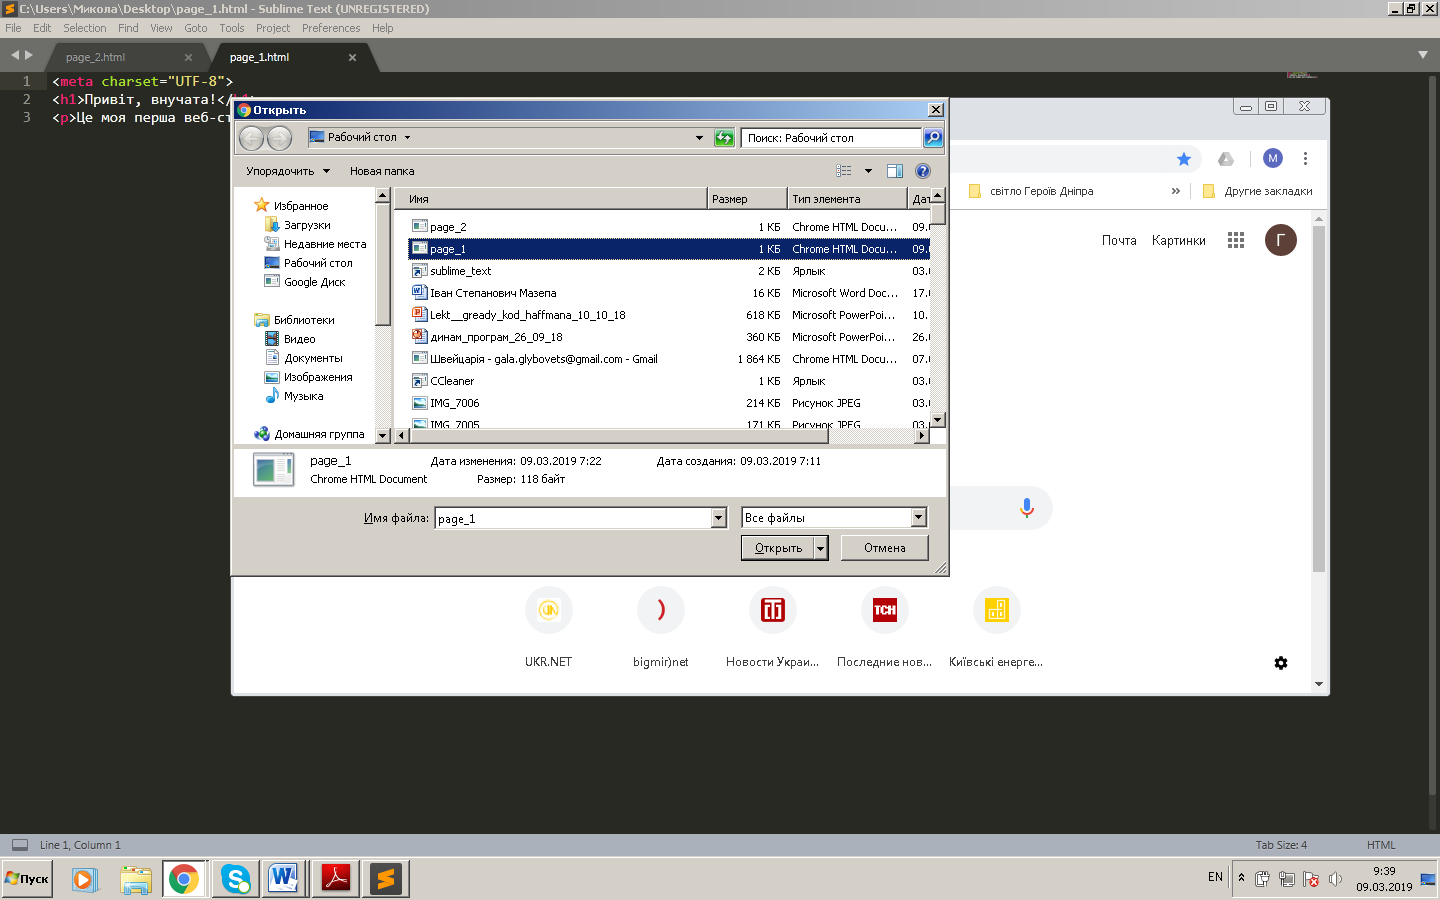 C:\Users\Микола\Desktop\page_1.html - Sublime Text (UNREGISTERED)
File Edit Selection Find View Goto Tools Project Preferences Help
page_2.html page_1.html
1 <meta charset="UTF-8">
2 <h1>Привіт, внучата!</
3 <p>Це моя перша веб-ст
Открыть
Рабочий стол
Поиск: Рабочий стол
Упорядочить Новая папка
M
світло Героїв Дніпра » Другие закладки
Почта Картинки Г
Избранное
Загрузки
Недавние места
Рабочий стол
Google Диск
Библиотеки
Видео
Документы
Изображения
Музыка
Домашняя группа
Имя Размер Тип элемента Дат
page_2 1 КБ Chrome HTML Docu... 09.
page_1 1 КБ Chrome HTML Docu... 09.
sublime_text 2 КБ Ярлык 03.
Іван Степанович Мазепа 16 КБ Microsoft Word Doc... 17.
Lekt__gready_kod_haffmana_10_10_18 618 КБ Microsoft PowerPoi... 10.
динам_програм_26_09_18 360 КБ Microsoft PowerPoi... 26.
Швейцарія - gala.glybovets@gmail.com - Gmail 1 864 КБ Chrome HTML Docu... 07.
CCleaner 1 КБ Ярлык 03.
IMG_7006 214 КБ Рисунок JPEG 03.
IMG_7005 171 КБ Рисунок JPEG 03.
page_1 Дата изменения: 09.03.2019 7:22 Дата создания: 09.03.2019 7:11
Chrome HTML Document Размер: 118 байт
Имя файла: page_1 Все файлы
Открыть Отмена
UKR.NET bigmir)net Новости Украи... ТСН Последние нов... Київські енерге...
Line 1, Column 1 Tab Size: 4 HTML
Пуск
EN 9:39
09.03.2019